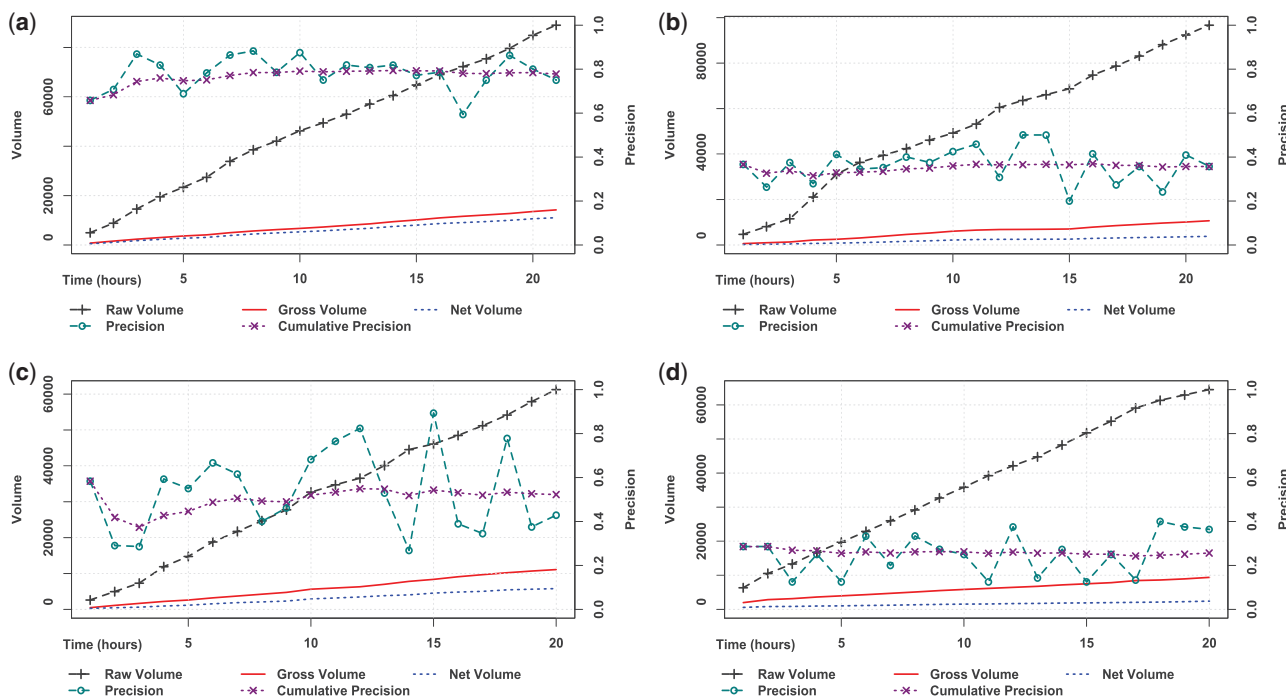 (a)
Volume
0
20000
60000
Precision
0.0
0.2
0.4
0.6
0.8
1.0
Time (hours)
5
10
15
20
Raw Volume
Gross Volume
Net Volume
Precision
Cumulative Precision
(b)
Volume
0
20000
40000
80000
Precision
0.0
0.2
0.4
0.6
0.8
1.0
Time (hours)
5
10
15
20
Raw Volume
Gross Volume
Net Volume
Precision
Cumulative Precision
(c)
Volume
0
20000
40000
60000
Precision
0.0
0.2
0.4
0.6
0.8
1.0
Time (hours)
5
10
15
20
Raw Volume
Gross Volume
Net Volume
Precision
Cumulative Precision
(d)
Volume
0
20000
40000
60000
Precision
0.0
0.2
0.4
0.6
0.8
1.0
Time (hours)
5
10
15
20
Raw Volume
Gross Volume
Net Volume
Precision
Cumulative Precision